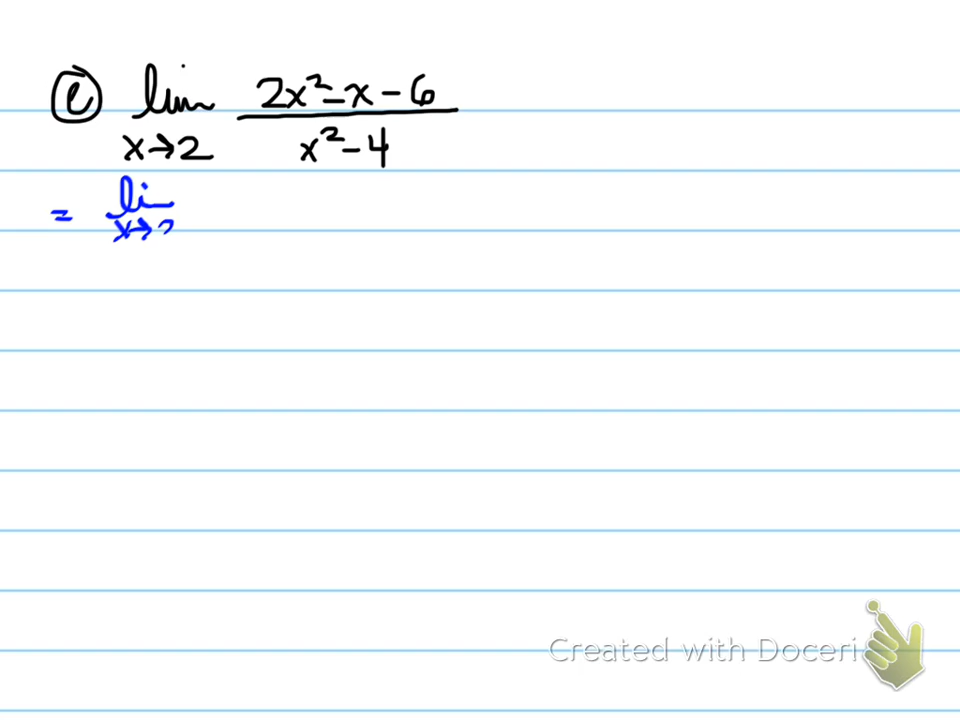 ⓔ lim 2x²-x-6
x→2 x²-4
= lim
x→2
Created with Doceri